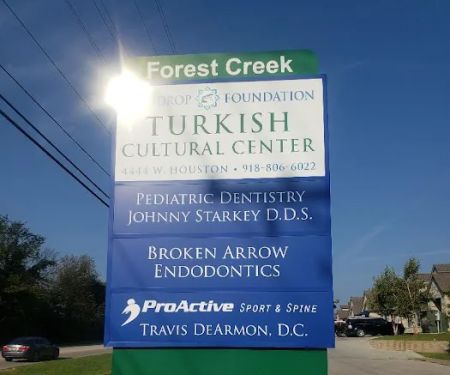 Forest Creek
DROP FOUNDATION
TURKISH
CULTURAL CENTER
4444 W. HOUSTON • 918-806-6022
PEDIATRIC DENTISTRY
JOHNNY STARKEY D.D.S.
BROKEN ARROW
ENDODONTICS
PROACTIVE SPORT & SPINE
TRAVIS DEARMON, D.C.